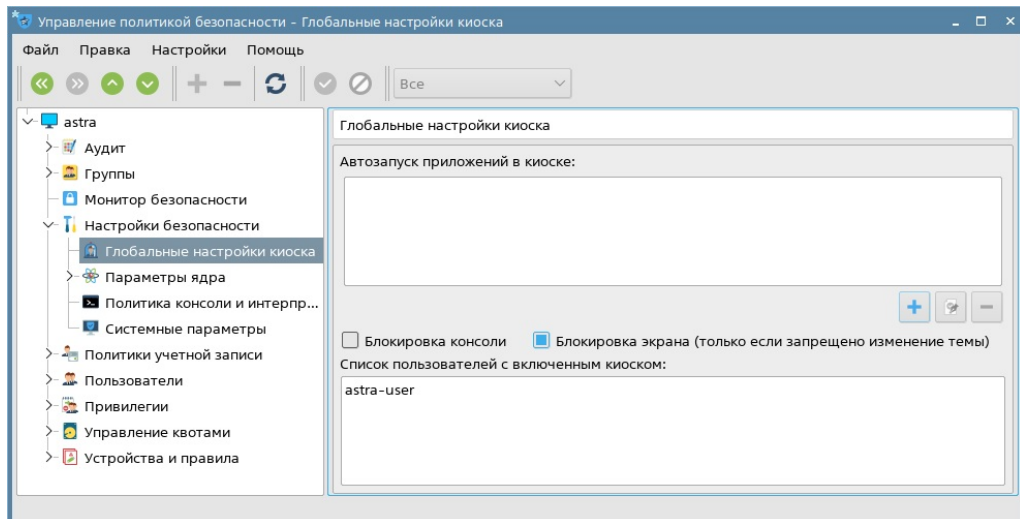 Управление политикой безопасности - Глобальные настройки киоска
Файл Правка Настройки Помощь
Все
astra
Аудит
Группы
Монитор безопасности
Настройки безопасности
Глобальные настройки киоска
Параметры ядра
Политика консоли и интерпр...
Системные параметры
Политики учетной записи
Пользователи
Привилегии
Управление квотами
Устройства и правила
Глобальные настройки киоска
Автозапуск приложений в киоске:
Блокировка консоли Блокировка экрана (только если запрещено изменение темы)
Список пользователей с включенным киоском:
astra-user